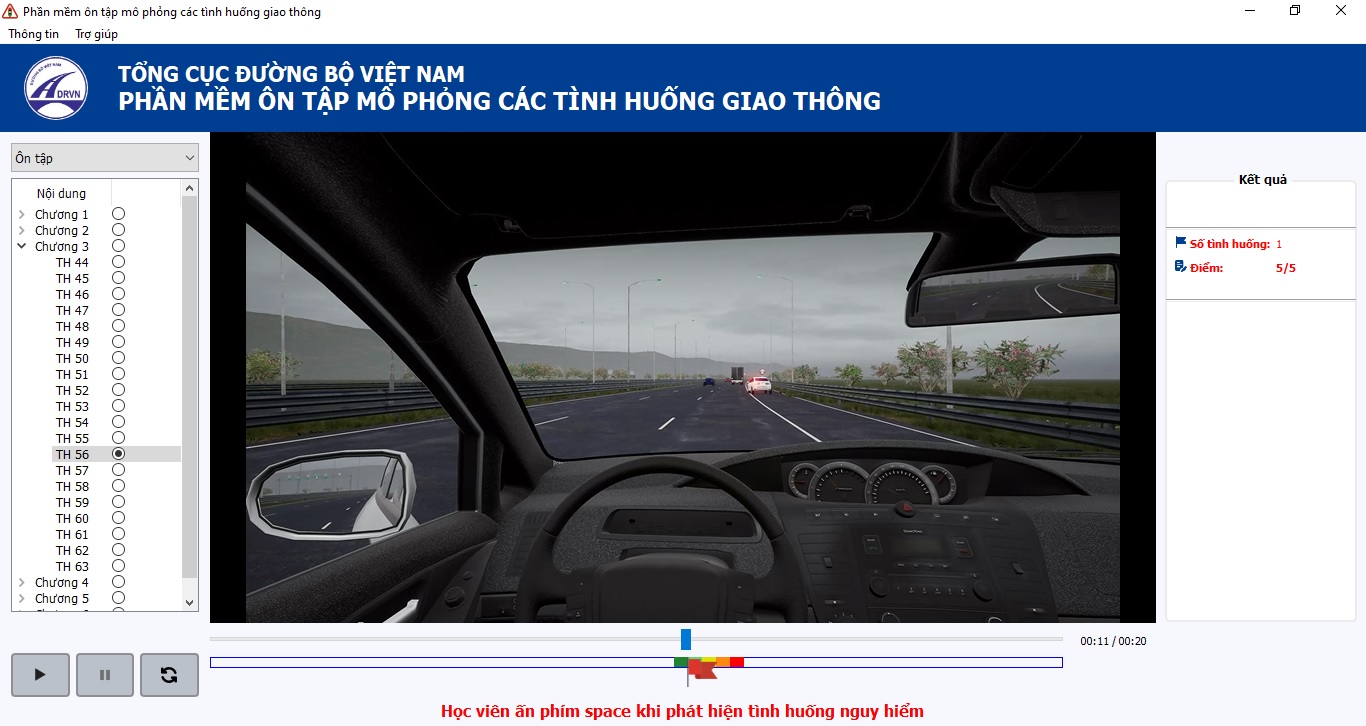 Phần mềm ôn tập mô phỏng các tình huống giao thông
Thông tin Trợ giúp
ĐƯỜNG BỘ VIỆT NAM
DRVN
TỔNG CỤC ĐƯỜNG BỘ VIỆT NAM
PHẦN MỀM ÔN TẬP MÔ PHỎNG CÁC TÌNH HUỐNG GIAO THÔNG
Ôn tập
Nội dung
Chương 1
Chương 2
Chương 3
TH 44
TH 45
TH 46
TH 47
TH 48
TH 49
TH 50
TH 51
TH 52
TH 53
TH 54
TH 55
TH 56
TH 57
TH 58
TH 59
TH 60
TH 61
TH 62
TH 63
Chương 4
Chương 5
Kết quả
Số tình huống: 1
Điểm: 5/5
00:11 / 00:20
Học viên ấn phím space khi phát hiện tình huống nguy hiểm